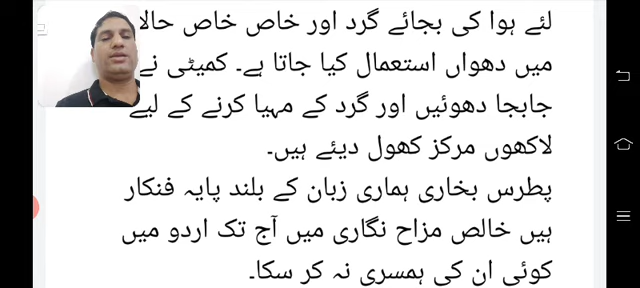 لئے ہوا کی بجائے گرد اور خاص خاص
میں دھواں استعمال کیا جاتا ہے۔ کمیٹی نے
جابجا دھوئیں اور گرد کے مہیا کرنے کے لیے
لاکھوں مرکز کھول دیئے ہیں۔
پطرس بخاری ہماری زبان کے بلند پایہ فنکار
ہیں خالص مزاح نگاری میں آج تک اردو میں
کوئی ان کی ہمسری نہ کر سکا۔